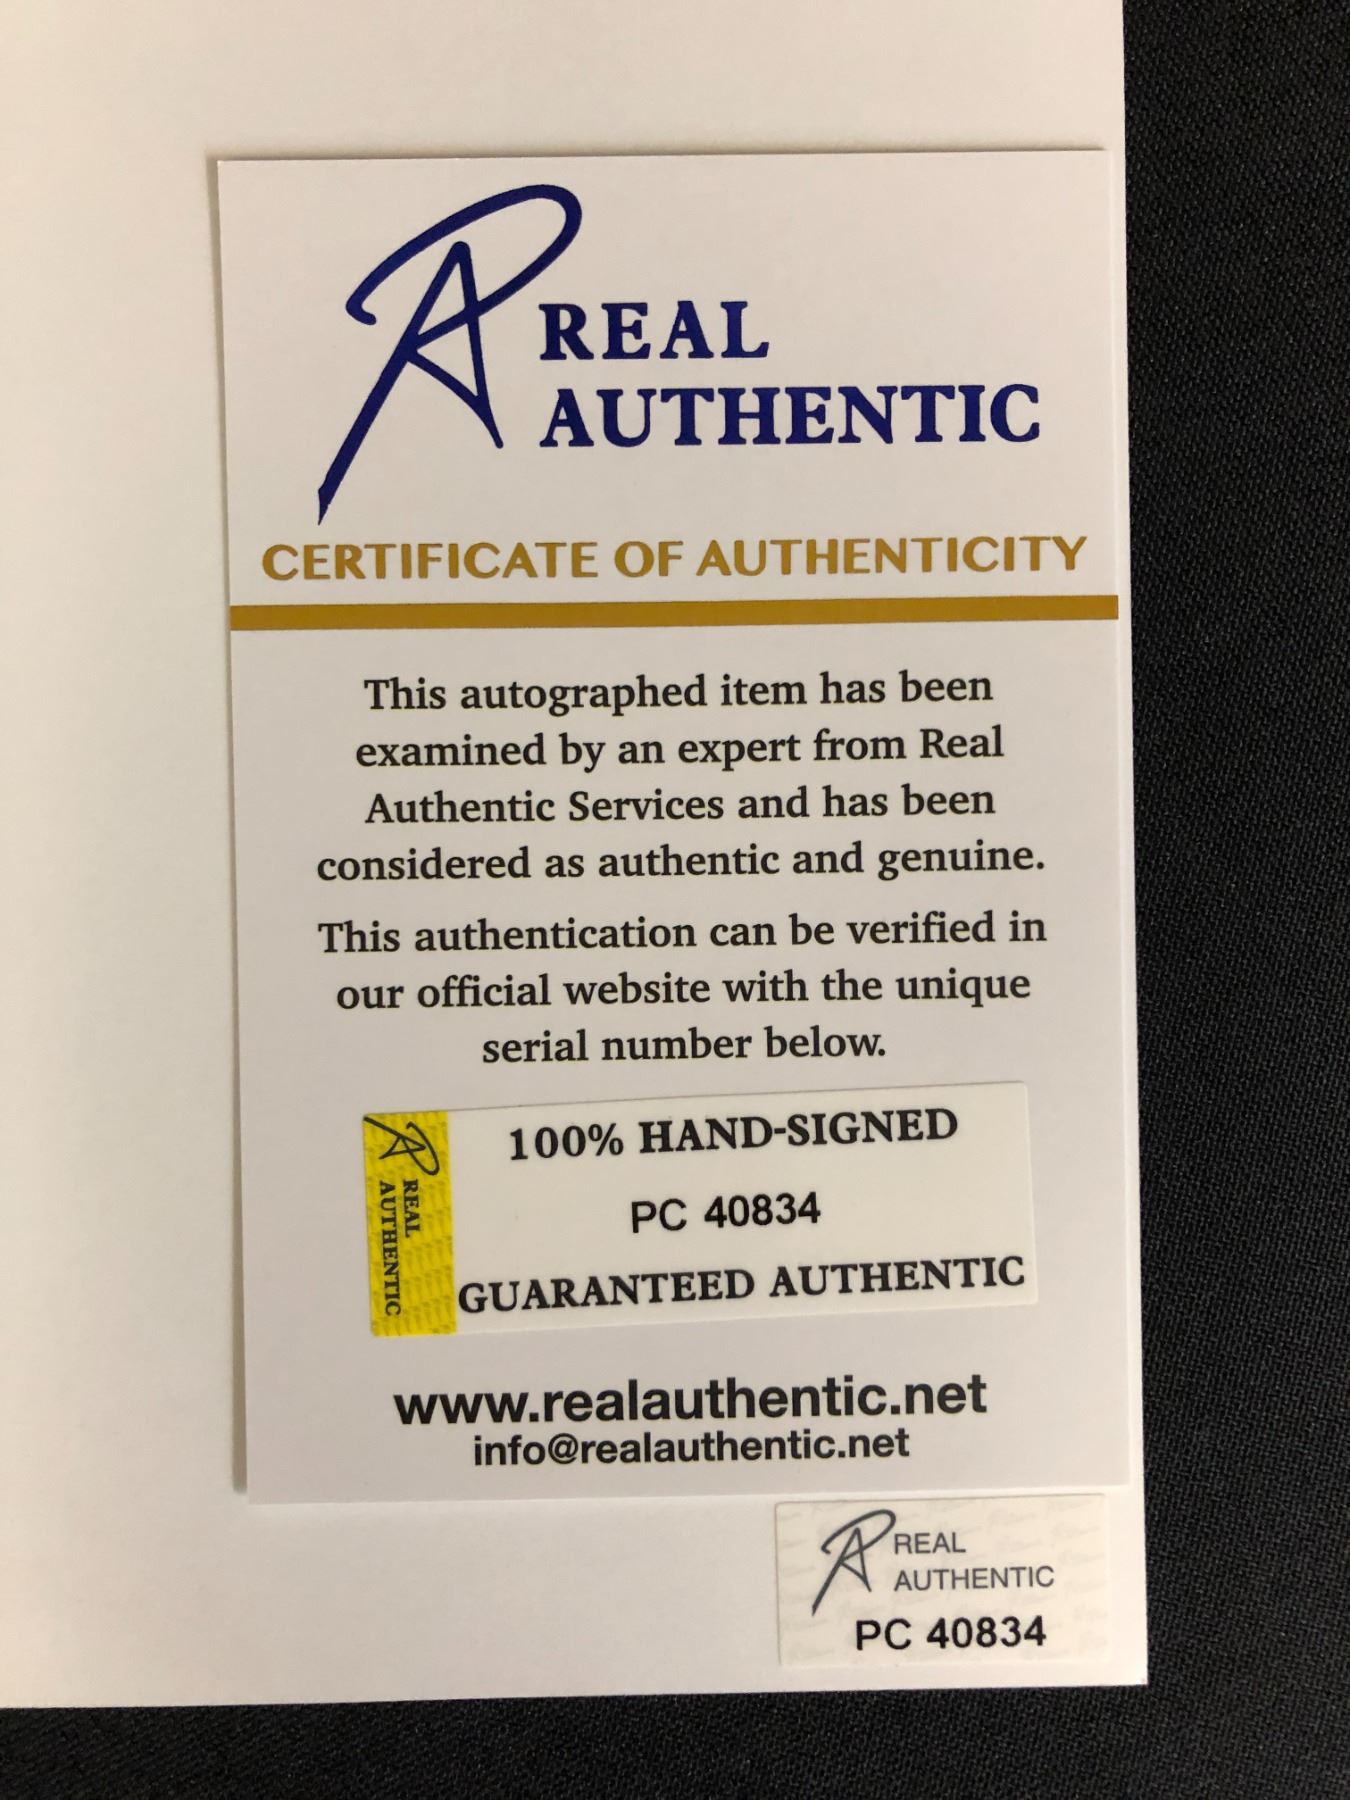 REAL
AUTHENTIC
CERTIFICATE OF AUTHENTICITY
This autographed item has been
examined by an expert from Real
Authentic Services and has been
considered as authentic and genuine.
This authentication can be verified in
our official website with the unique
serial number below.
REAL
AUTHENTIC
100% HAND-SIGNED
PC 40834
GUARANTEED AUTHENTIC
www.realauthentic.net
info@realauthentic.net
REAL
AUTHENTIC
PC 40834